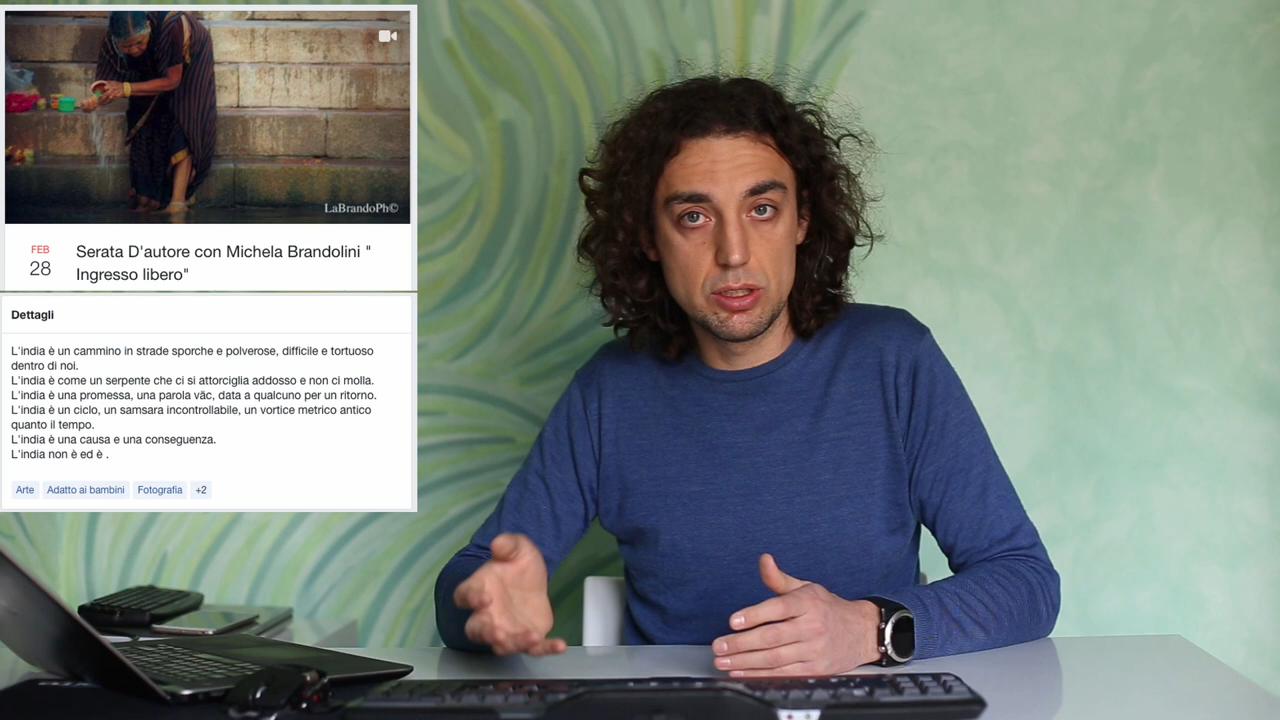 LaBrandoPh©
FEB
28
Serata D'autore con Michela Brandolini "
Ingresso libero"
Dettagli
L'india è un cammino in strade sporche e polverose, difficile e tortuoso
dentro di noi.
L'india è come un serpente che ci si attorciglia addosso e non ci molla.
L'india è una promessa, una parola vāc, data a qualcuno per un ritorno.
L'india è un ciclo, un samsara incontrollabile, un vortice metrico antico
quanto il tempo.
L'india è una causa e una conseguenza.
L'india non è ed è .
Arte Adatto ai bambini Fotografia +2